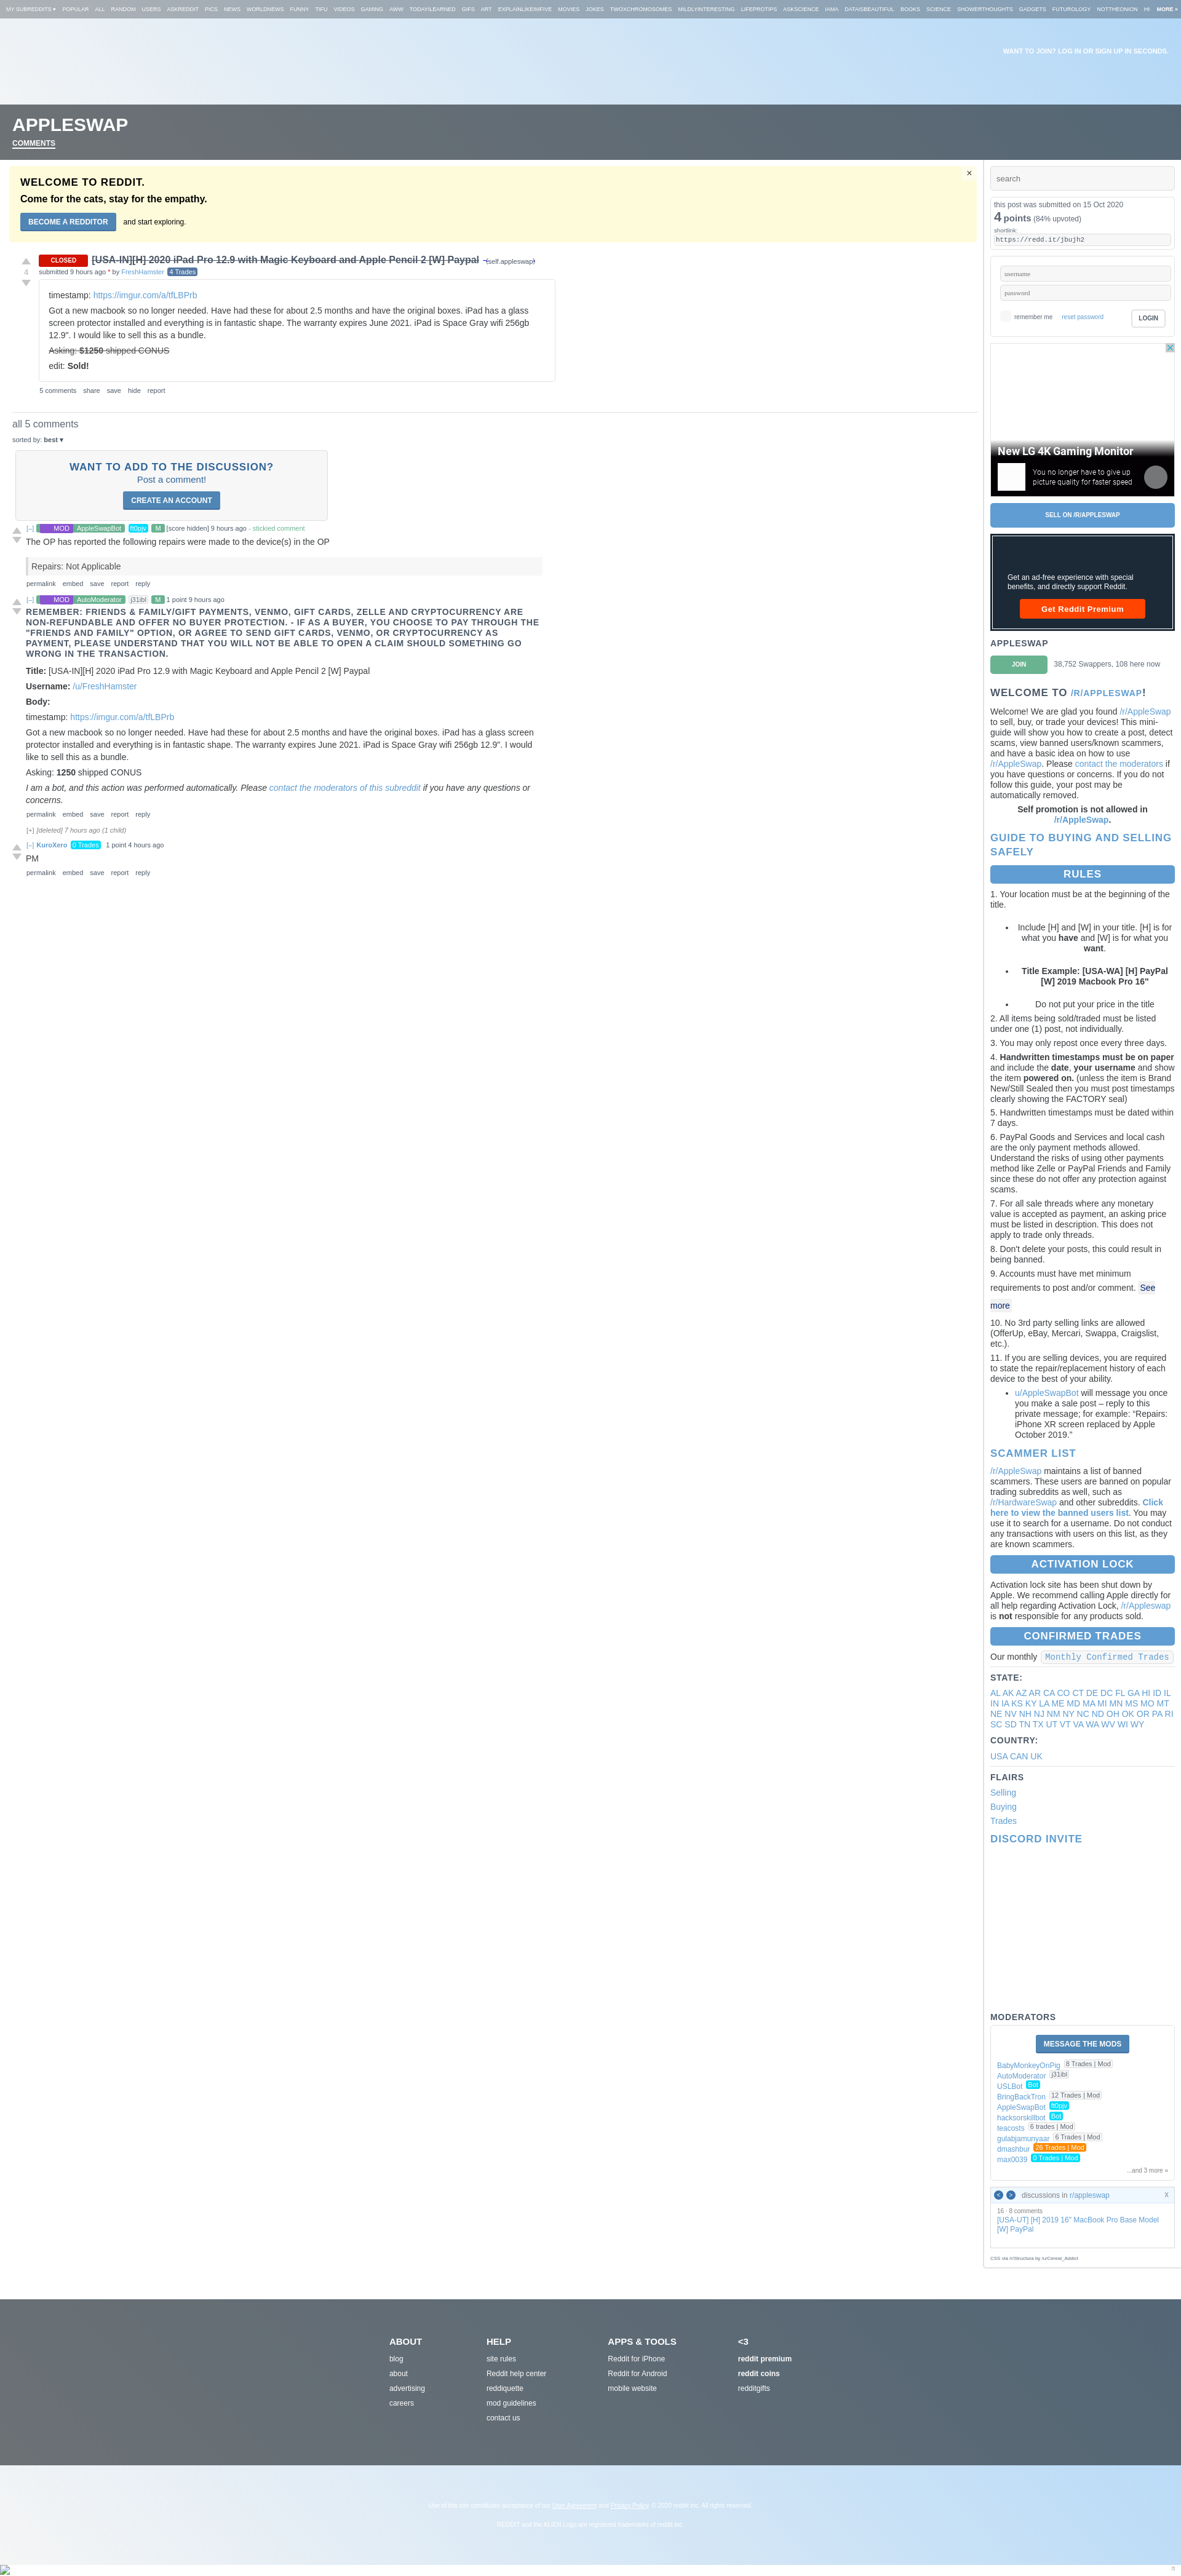 MY SUBREDDITS ▾ POPULAR ALL RANDOM USERS ASKREDDIT PICS NEWS WORLDNEWS FUNNY TIFU VIDEOS GAMING AWW TODAYILEARNED GIFS ART EXPLAINLIKEIMFIVE MOVIES JOKES TWOXCHROMOSOMES MILDLYINTERESTING LIFEPROTIPS ASKSCIENCE IAMA DATAISBEAUTIFUL BOOKS SCIENCE SHOWERTHOUGHTS GADGETS FUTUROLOGY NOTTHEONION HI MORE »
WANT TO JOIN? LOG IN OR SIGN UP IN SECONDS.
APPLESWAP
COMMENTS
×
WELCOME TO REDDIT.
Come for the cats, stay for the empathy.
BECOME A REDDITOR and start exploring.
4
CLOSED [USA-IN][H] 2020 iPad Pro 12.9 with Magic Keyboard and Apple Pencil 2 [W] Paypal (self.appleswap)
submitted 9 hours ago * by FreshHamster 4 Trades
timestamp: https://imgur.com/a/tfLBPrb
Got a new macbook so no longer needed. Have had these for about 2.5 months and have the original boxes. iPad has a glass
screen protector installed and everything is in fantastic shape. The warranty expires June 2021. iPad is Space Gray wifi 256gb
12.9". I would like to sell this as a bundle.
Asking: $1250 shipped CONUS
edit: Sold!
5 comments share save hide report
all 5 comments
sorted by: best ▾
WANT TO ADD TO THE DISCUSSION?
Post a comment!
CREATE AN ACCOUNT
[–] MOD AppleSwapBot ft0pjv M [score hidden] 9 hours ago - stickied comment
The OP has reported the following repairs were made to the device(s) in the OP
Repairs: Not Applicable
permalink embed save report reply
[–] MOD AutoModerator j31ibl M 1 point 9 hours ago
REMEMBER: FRIENDS & FAMILY/GIFT PAYMENTS, VENMO, GIFT CARDS, ZELLE AND CRYPTOCURRENCY ARE
NON-REFUNDABLE AND OFFER NO BUYER PROTECTION. - IF AS A BUYER, YOU CHOOSE TO PAY THROUGH THE
"FRIENDS AND FAMILY" OPTION, OR AGREE TO SEND GIFT CARDS, VENMO, OR CRYPTOCURRENCY AS
PAYMENT, PLEASE UNDERSTAND THAT YOU WILL NOT BE ABLE TO OPEN A CLAIM SHOULD SOMETHING GO
WRONG IN THE TRANSACTION.
Title: [USA-IN][H] 2020 iPad Pro 12.9 with Magic Keyboard and Apple Pencil 2 [W] Paypal
Username: /u/FreshHamster
Body:
timestamp: https://imgur.com/a/tfLBPrb
Got a new macbook so no longer needed. Have had these for about 2.5 months and have the original boxes. iPad has a glass screen
protector installed and everything is in fantastic shape. The warranty expires June 2021. iPad is Space Gray wifi 256gb 12.9". I would
like to sell this as a bundle.
Asking: 1250 shipped CONUS
I am a bot, and this action was performed automatically. Please contact the moderators of this subreddit if you have any questions or
concerns.
permalink embed save report reply
[+] [deleted] 7 hours ago (1 child)
[–] KuroXero 0 Trades 1 point 4 hours ago
PM
permalink embed save report reply
search
this post was submitted on 15 Oct 2020
4 points (84% upvoted)
shortlink:
https://redd.it/jbujh2
username
password
remember me reset password LOGIN
New LG 4K Gaming Monitor
You no longer have to give up
picture quality for faster speed
SELL ON /R/APPLESWAP
Get an ad-free experience with special
benefits, and directly support Reddit.
Get Reddit Premium
APPLESWAP
JOIN 38,752 Swappers, 108 here now
WELCOME TO /R/APPLESWAP!
Welcome! We are glad you found /r/AppleSwap
to sell, buy, or trade your devices! This mini-
guide will show you how to create a post, detect
scams, view banned users/known scammers,
and have a basic idea on how to use
/r/AppleSwap. Please contact the moderators if
you have questions or concerns. If you do not
follow this guide, your post may be
automatically removed.
Self promotion is not allowed in
/r/AppleSwap.
GUIDE TO BUYING AND SELLING
SAFELY
RULES
1. Your location must be at the beginning of the
title.
• Include [H] and [W] in your title. [H] is for
what you have and [W] is for what you
want.
• Title Example: [USA-WA] [H] PayPal
[W] 2019 Macbook Pro 16"
• Do not put your price in the title
2. All items being sold/traded must be listed
under one (1) post, not individually.
3. You may only repost once every three days.
4. Handwritten timestamps must be on paper
and include the date, your username and show
the item powered on. (unless the item is Brand
New/Still Sealed then you must post timestamps
clearly showing the FACTORY seal)
5. Handwritten timestamps must be dated within
7 days.
6. PayPal Goods and Services and local cash
are the only payment methods allowed.
Understand the risks of using other payments
method like Zelle or PayPal Friends and Family
since these do not offer any protection against
scams.
7. For all sale threads where any monetary
value is accepted as payment, an asking price
must be listed in description. This does not
apply to trade only threads.
8. Don't delete your posts, this could result in
being banned.
9. Accounts must have met minimum
requirements to post and/or comment. See
more
10. No 3rd party selling links are allowed
(OfferUp, eBay, Mercari, Swappa, Craigslist,
etc.).
11. If you are selling devices, you are required
to state the repair/replacement history of each
device to the best of your ability.
• u/AppleSwapBot will message you once
you make a sale post – reply to this
private message; for example: “Repairs:
iPhone XR screen replaced by Apple
October 2019.”
SCAMMER LIST
/r/AppleSwap maintains a list of banned
scammers. These users are banned on popular
trading subreddits as well, such as
/r/HardwareSwap and other subreddits. Click
here to view the banned users list. You may
use it to search for a username. Do not conduct
any transactions with users on this list, as they
are known scammers.
ACTIVATION LOCK
Activation lock site has been shut down by
Apple. We recommend calling Apple directly for
all help regarding Activation Lock, /r/Appleswap
is not responsible for any products sold.
CONFIRMED TRADES
Our monthly Monthly Confirmed Trades
STATE:
AL AK AZ AR CA CO CT DE DC FL GA HI ID IL
IN IA KS KY LA ME MD MA MI MN MS MO MT
NE NV NH NJ NM NY NC ND OH OK OR PA RI
SC SD TN TX UT VT VA WA WV WI WY
COUNTRY:
USA CAN UK
FLAIRS
Selling
Buying
Trades
DISCORD INVITE
MODERATORS
MESSAGE THE MODS
BabyMonkeyOnPig 8 Trades | Mod
AutoModerator j31ibl
USLBot Bot
BringBackTron 12 Trades | Mod
AppleSwapBot ft0pjv
hacksorskillbot Bot
teacosts 6 trades | Mod
gulabjamunyaar 6 Trades | Mod
dmashbur 26 Trades | Mod
max0039 0 Trades | Mod
...and 3 more »
< > discussions in r/appleswap X
16 · 8 comments
[USA-UT] [H] 2019 16" MacBook Pro Base Model
[W] PayPal
CSS via /r/Structura by /u/Cereal_Addict
ABOUT
blog
about
advertising
careers
HELP
site rules
Reddit help center
reddiquette
mod guidelines
contact us
APPS & TOOLS
Reddit for iPhone
Reddit for Android
mobile website
<3
reddit premium
reddit coins
redditgifts
Use of this site constitutes acceptance of our User Agreement and Privacy Policy. © 2020 reddit inc. All rights reserved.
REDDIT and the ALIEN Logo are registered trademarks of reddit inc.
π